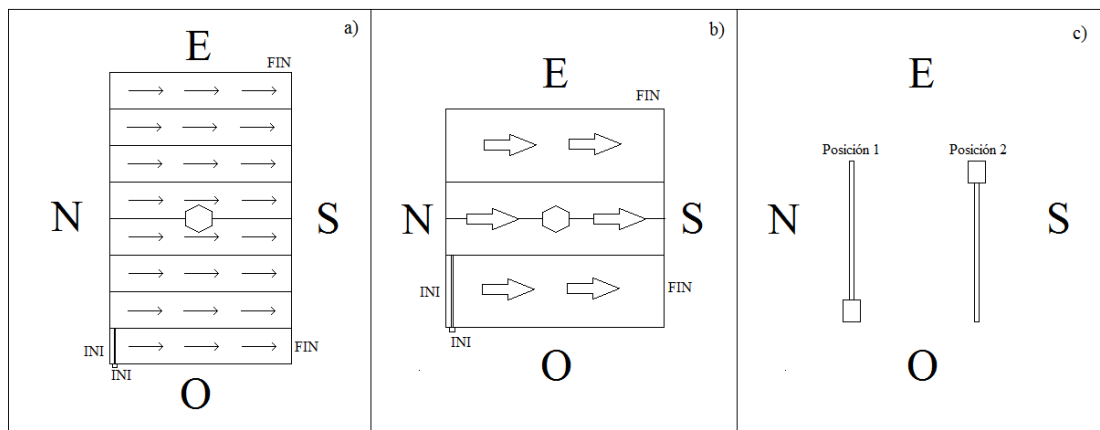 a)
E
FIN
N
S
INI
FIN
INI
O
b)
E
FIN
N
S
INI
FIN
INI
O
c)
E
Posición 1
Posición 2
N
S
O